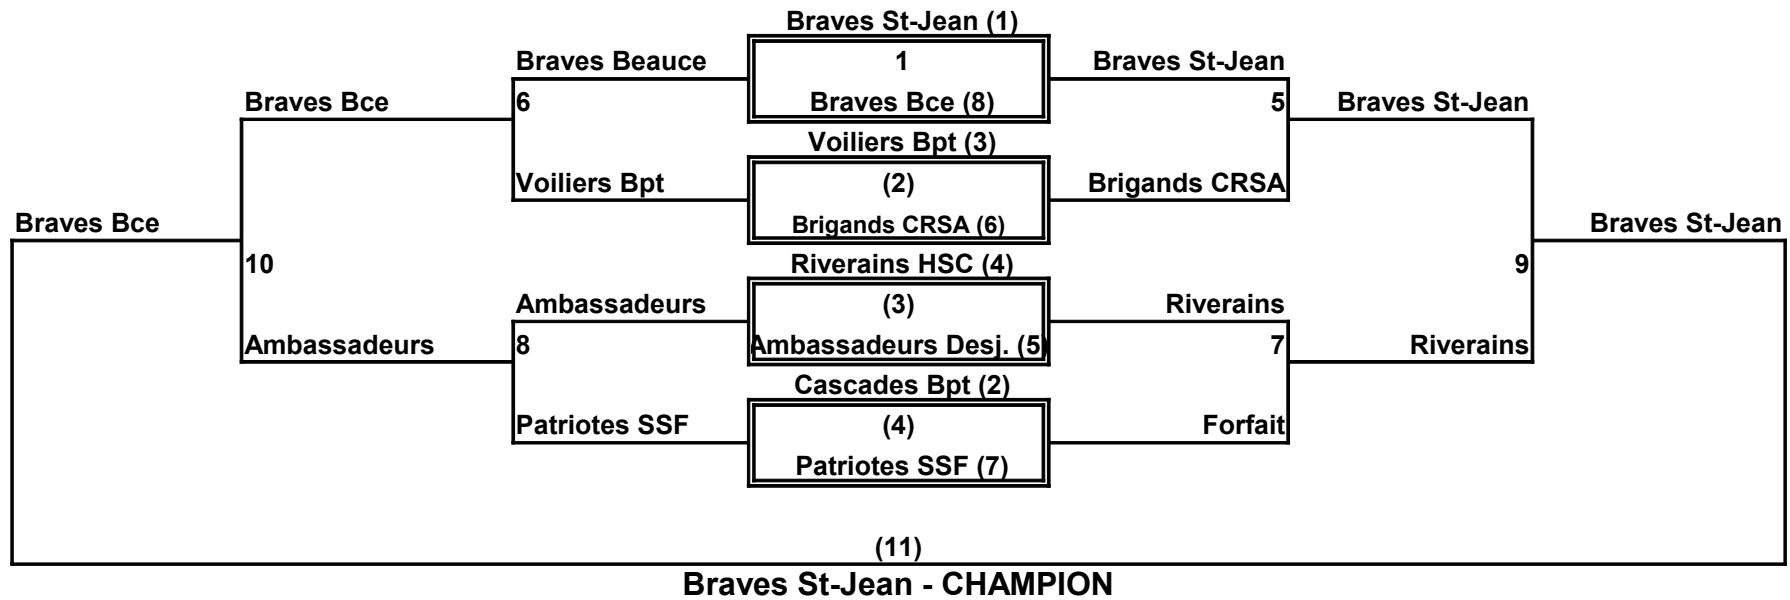 Braves St-Jean (1)
Braves Beauce 1 Braves St-Jean
Braves Bce 6 Braves Bce (8) 5 Braves St-Jean
Voiliers Bpt (3)
Voiliers Bpt (2) Brigands CRSA
Braves Bce Brigands CRSA (6) Braves St-Jean
10 Riverains HSC (4) 9
Ambassadeurs (3) Riverains
Ambassadeurs 8 Ambassadeurs Desj. (5) 7 Riverains
Cascades Bpt (2)
Patriotes SSF (4) Forfait
Patriotes SSF (7)
(11)
Braves St-Jean - CHAMPION